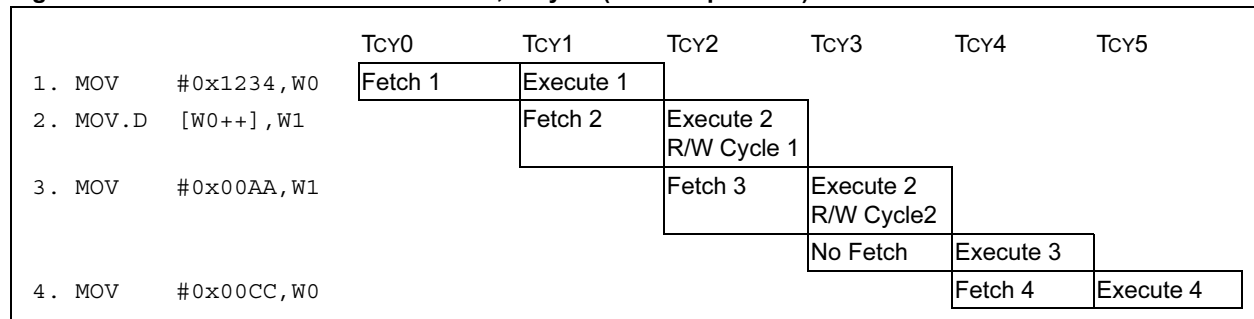 TCY0 TCY1 TCY2 TCY3 TCY4 TCY5
1. MOV #0x1234,W0 Fetch 1 Execute 1
2. MOV.D [W0++],W1 Fetch 2 Execute 2
R/W Cycle 1
3. MOV #0x00AA,W1 Fetch 3 Execute 2
R/W Cycle2
No Fetch Execute 3
4. MOV #0x00CC,W0 Fetch 4 Execute 4